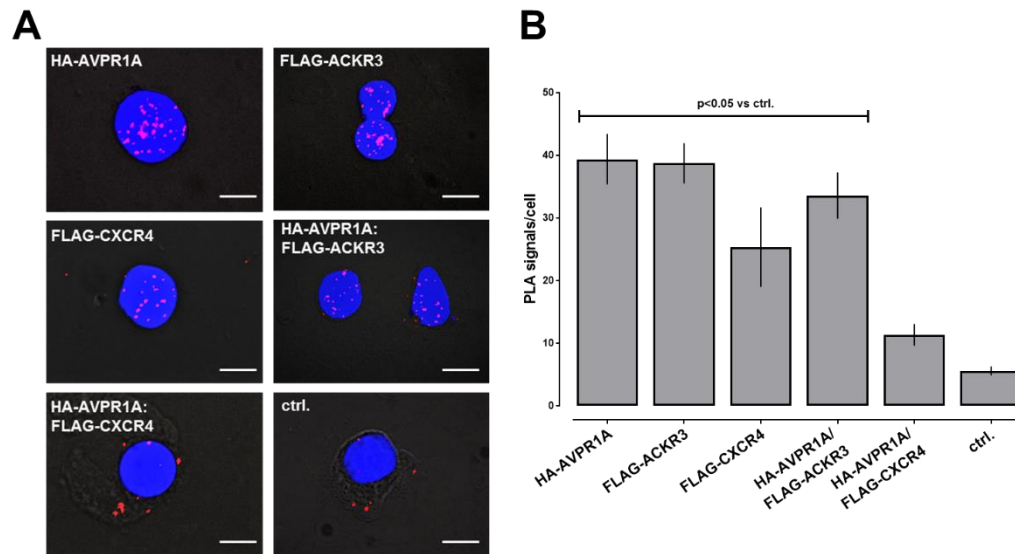 A
HA-AVPR1A
FLAG-ACKR3
FLAG-CXCR4
HA-AVPR1A:
FLAG-ACKR3
HA-AVPR1A:
FLAG-CXCR4
ctrl.
B
p<0.05 vs ctrl.
PLA signals/cell
50
40
30
20
10
0
HA-AVPR1A
FLAG-ACKR3
FLAG-CXCR4
HA-AVPR1A/
FLAG-ACKR3
HA-AVPR1A/
FLAG-CXCR4
ctrl.